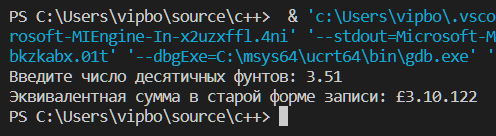 PS C:\Users\vipbo\source\c++>  & 'c:\Users\vipbo\.vsco
rosoft-MIEngine-In-x2uzxffl.4ni' '--stdout=Microsoft-M
bkzkabx.01t' '--dbgExe=C:\msys64\ucrt64\bin\gdb.exe' '
Введите число десятичных фунтов: 3.51
Эквивалентная сумма в старой форме записи: £3.10.122
PS C:\Users\vipbo\source\c++>